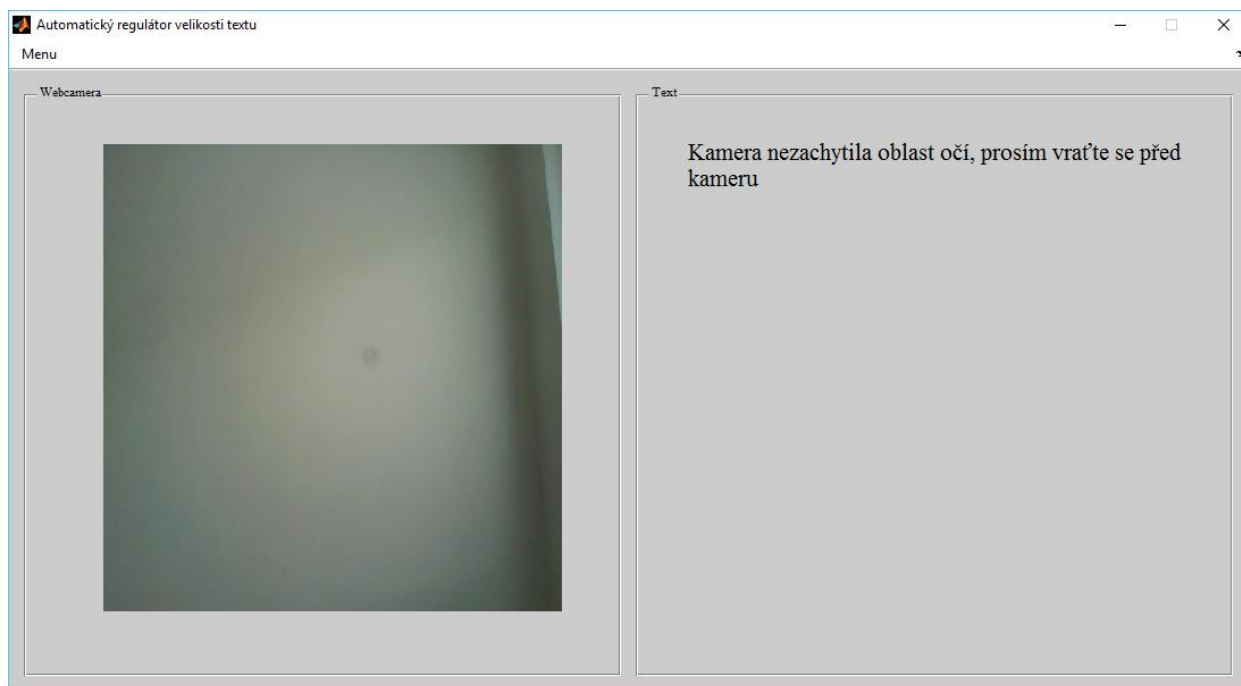 Automatický regulátor velikosti textu
Menu
Webcamera
Text
Kamera nezachytila oblast očí, prosím vraťte se před
kameru